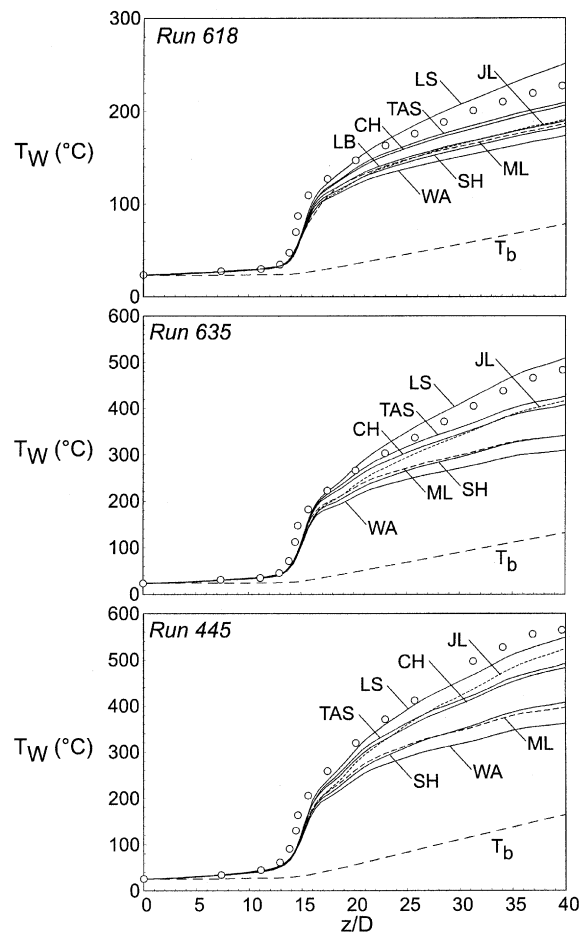 300
Run 618
JL
LS
200
TAS
CH
LB
T_W (°C)
ML
SH
WA
100
T_b
0
600
Run 635
500
JL
LS
400
TAS
CH
T_W (°C)
300
SH
ML
200
WA
100
T_b
0
600
Run 445
JL
500
CH
LS
400
TAS
T_W (°C)
ML
300
WA
SH
200
100
T_b
0
0 5 10 15 20 25 30 35 40
z/D